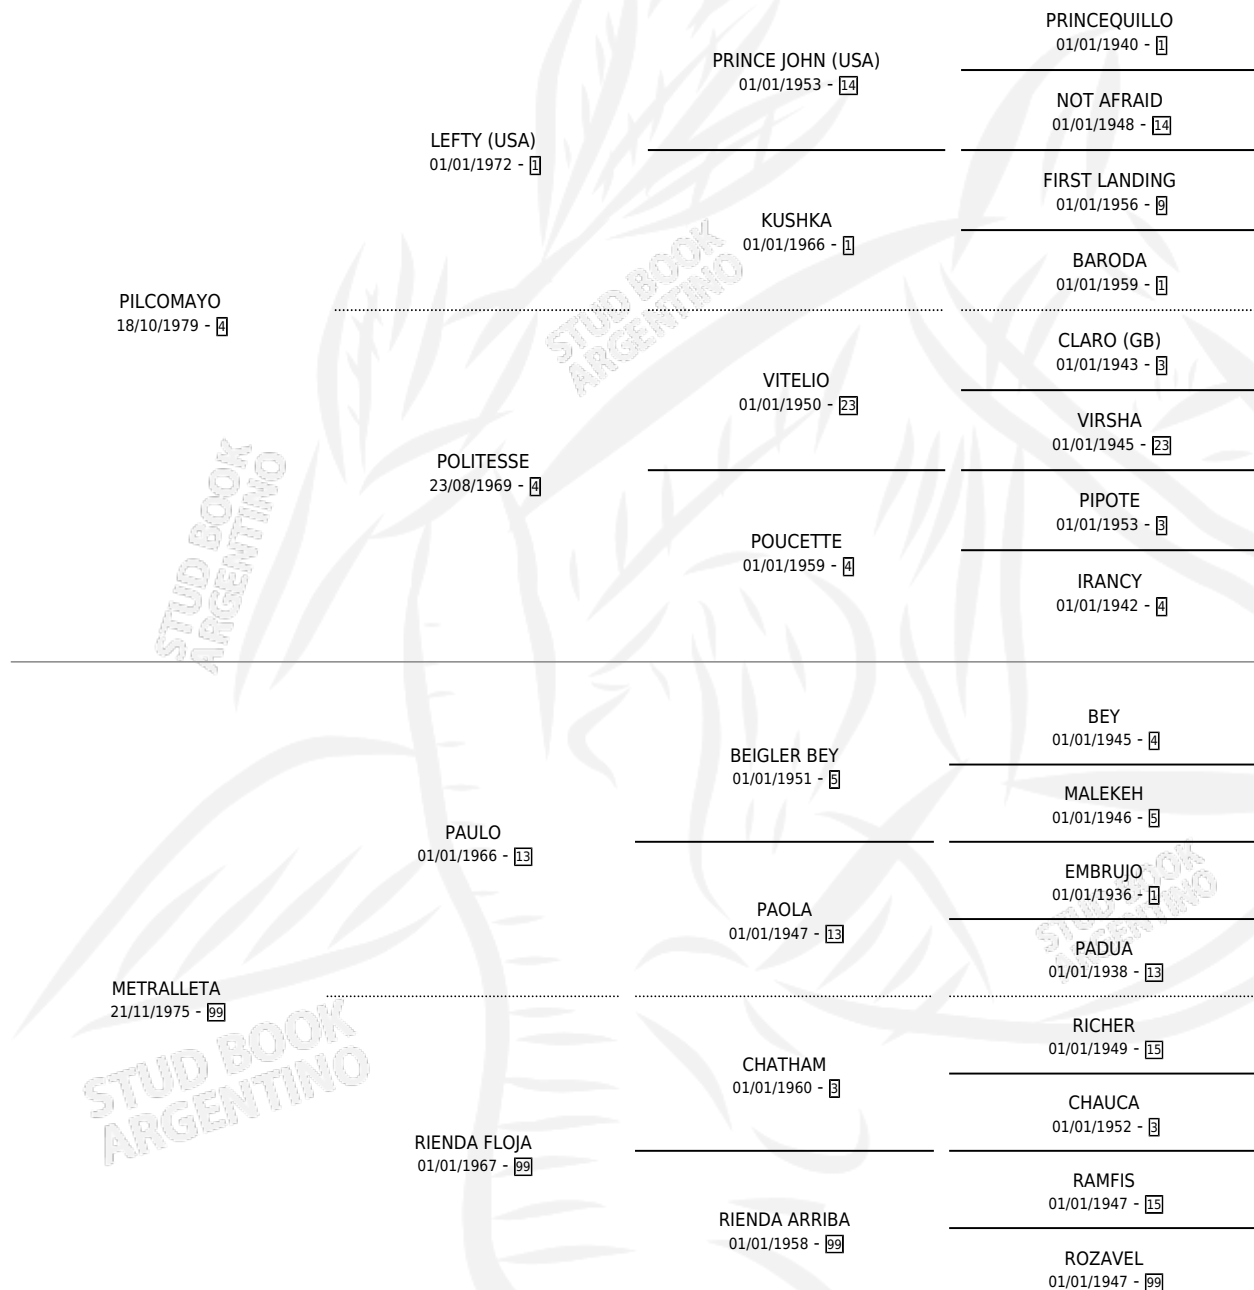 PRINCEQUILLO
01/01/1940 - 1
PRINCE JOHN (USA)
01/01/1953 - 14
NOT AFRAID
01/01/1948 - 14
LEFTY (USA)
01/01/1972 - 1
FIRST LANDING
01/01/1956 - 9
KUSHKA
01/01/1966 - 1
BARODA
01/01/1959 - 1
PILCOMAYO
18/10/1979 - 4
CLARO (GB)
01/01/1943 - 3
VITELIO
01/01/1950 - 23
VIRSHA
01/01/1945 - 23
POLITESSE
23/08/1969 - 4
PIPOTE
01/01/1953 - 3
POUCETTE
01/01/1959 - 4
IRANCY
01/01/1942 - 4
BEY
01/01/1945 - 4
BEIGLER BEY
01/01/1951 - 5
MALEKEH
01/01/1946 - 5
PAULO
01/01/1966 - 13
EMBRUJO
01/01/1936 - 1
PAOLA
01/01/1947 - 13
PADUA
01/01/1938 - 13
METRALLETA
21/11/1975 - 99
RICHER
01/01/1949 - 15
CHATHAM
01/01/1960 - 3
CHAUCA
01/01/1952 - 3
RIENDA FLOJA
01/01/1967 - 99
RAMFIS
01/01/1947 - 15
RIENDA ARRIBA
01/01/1958 - 99
ROZAVEL
01/01/1947 - 99
STUD BOOK
ARGENTINO
STUD BOOK
ARGENTINO
STUD BOOK
ARGENTINO
STUD BOOK
ARGENTINO